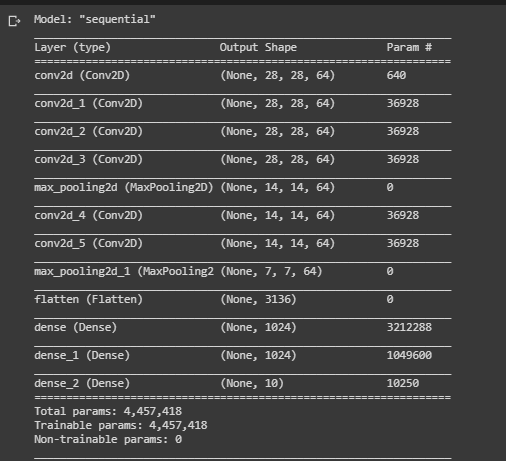 Model: "sequential"
Layer (type) Output Shape Param #
conv2d (Conv2D) (None, 28, 28, 64) 640
conv2d_1 (Conv2D) (None, 28, 28, 64) 36928
conv2d_2 (Conv2D) (None, 28, 28, 64) 36928
conv2d_3 (Conv2D) (None, 28, 28, 64) 36928
max_pooling2d (MaxPooling2D) (None, 14, 14, 64) 0
conv2d_4 (Conv2D) (None, 14, 14, 64) 36928
conv2d_5 (Conv2D) (None, 14, 14, 64) 36928
max_pooling2d_1 (MaxPooling2 (None, 7, 7, 64) 0
flatten (Flatten) (None, 3136) 0
dense (Dense) (None, 1024) 3212288
dense_1 (Dense) (None, 1024) 1049600
dense_2 (Dense) (None, 10) 10250
Total params: 4,457,418
Trainable params: 4,457,418
Non-trainable params: 0